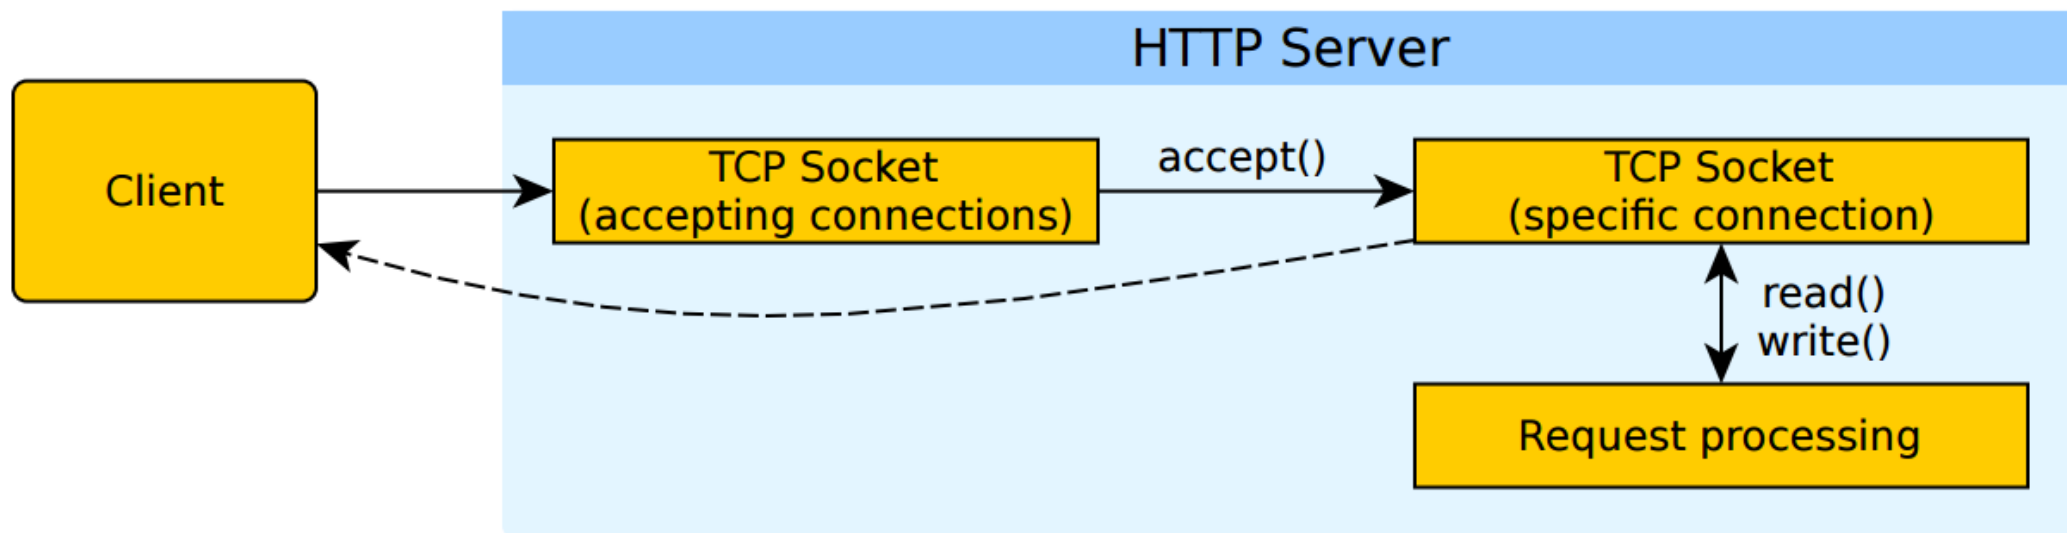 HTTP Server
Client
TCP Socket
(accepting connections)
accept()
TCP Socket
(specific connection)
read()
write()
Request processing